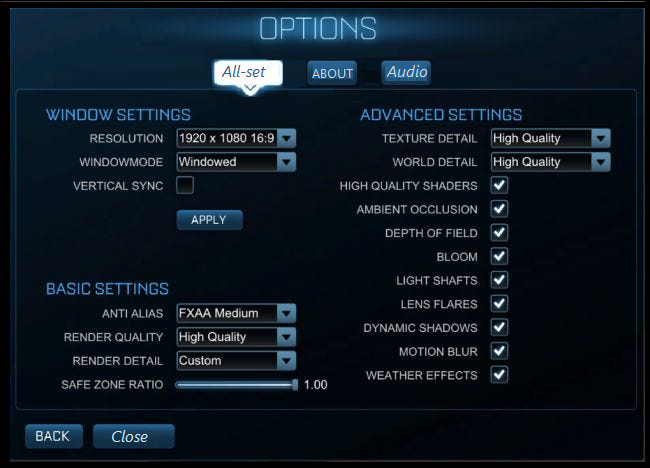 OPTIONS
All-set ABOUT Audio
WINDOW SETTINGS
RESOLUTION 1920 x 1080 16:9
WINDOWMODE Windowed
VERTICAL SYNC
APPLY
BASIC SETTINGS
ANTI ALIAS FXAA Medium
RENDER QUALITY High Quality
RENDER DETAIL Custom
SAFE ZONE RATIO 1.00
ADVANCED SETTINGS
TEXTURE DETAIL High Quality
WORLD DETAIL High Quality
HIGH QUALITY SHADERS
AMBIENT OCCLUSION
DEPTH OF FIELD
BLOOM
LIGHT SHAFTS
LENS FLARES
DYNAMIC SHADOWS
MOTION BLUR
WEATHER EFFECTS
BACK Close